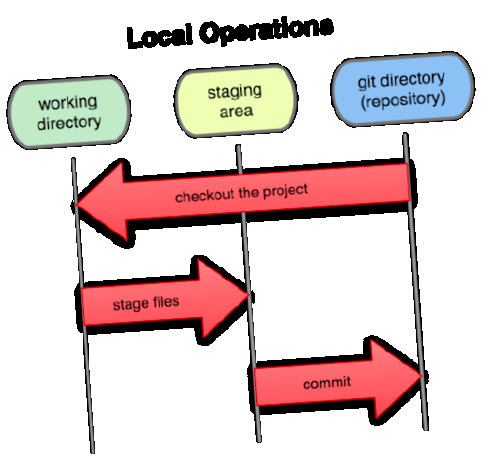 Local Operations
working
directory
staging
area
git directory
(repository)
checkout the project
stage files
commit